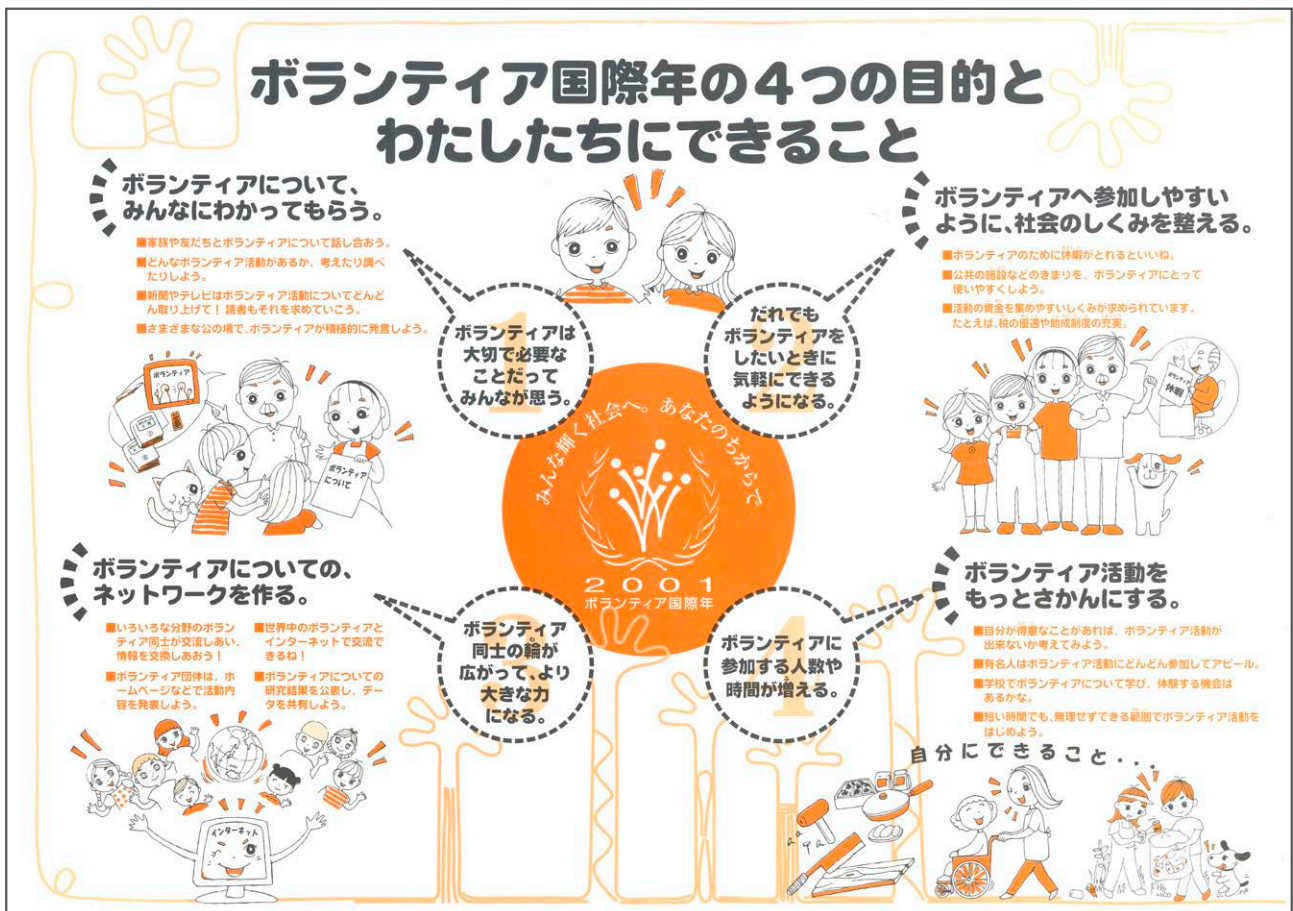 ボランティア国際年の4つの目的と
わたしたちにできること
ボランティアについて、
みんなにわかってもらう。
■家族や友だちとボランティアについて話し合おう。
■どんなボランティア活動があるか、考えたり調べ
たりしよう。
■新聞やテレビはボランティア活動についてどんど
ん取り上げて! 読者もそれを求めていこう。
■さまざまな公の場で、ボランティアが積極的に発言しよう。
ボランティア
ボランティア
について
1
ボランティアは
大切で必要な
ことだって
みんなが思う。
ボランティアへ参加しやすい
ように、社会のしくみを整える。
■ボランティアのために休暇がとれるといいね。
■公共の施設などのきまりを、ボランティアにとって
使いやすくしよう。
■活動の資金を集めやすいしくみが求められています。
たとえば、税の優遇や助成制度の充実。
ボランティア
休暇
2
だれでも
ボランティアを
したいときに
気軽にできる
ようになる。
みんな輝く社会へ。あなたのちからで
2001
ボランティア国際年
ボランティアについての、
ネットワークを作る。
■いろいろな分野のボラン
ティア同士が交流しあい、
情報を交換しあおう!
■ボランティア団体は、ホ
ームページなどで活動内
容を発表しよう。
■世界中のボランティアと
インターネットで交流で
きるね!
■ボランティアについての
研究結果を公表し、デー
タを共有しよう。
インターネット
3
ボランティア
同士の輪が
広がって、より
大きな力
になる。
ボランティア活動を
もっとさかんにする。
■自分が得意なことがあれば、ボランティア活動が
出来ないか考えてみよう。
■有名人はボランティア活動にどんどん参加してアピール。
■学校でボランティアについて学び、体験する機会は
あるかな。
■短い時間でも、無理せずできる範囲でボランティア活動を
はじめよう。
4
ボランティアに
参加する人数や
時間が増える。
自分にできること...